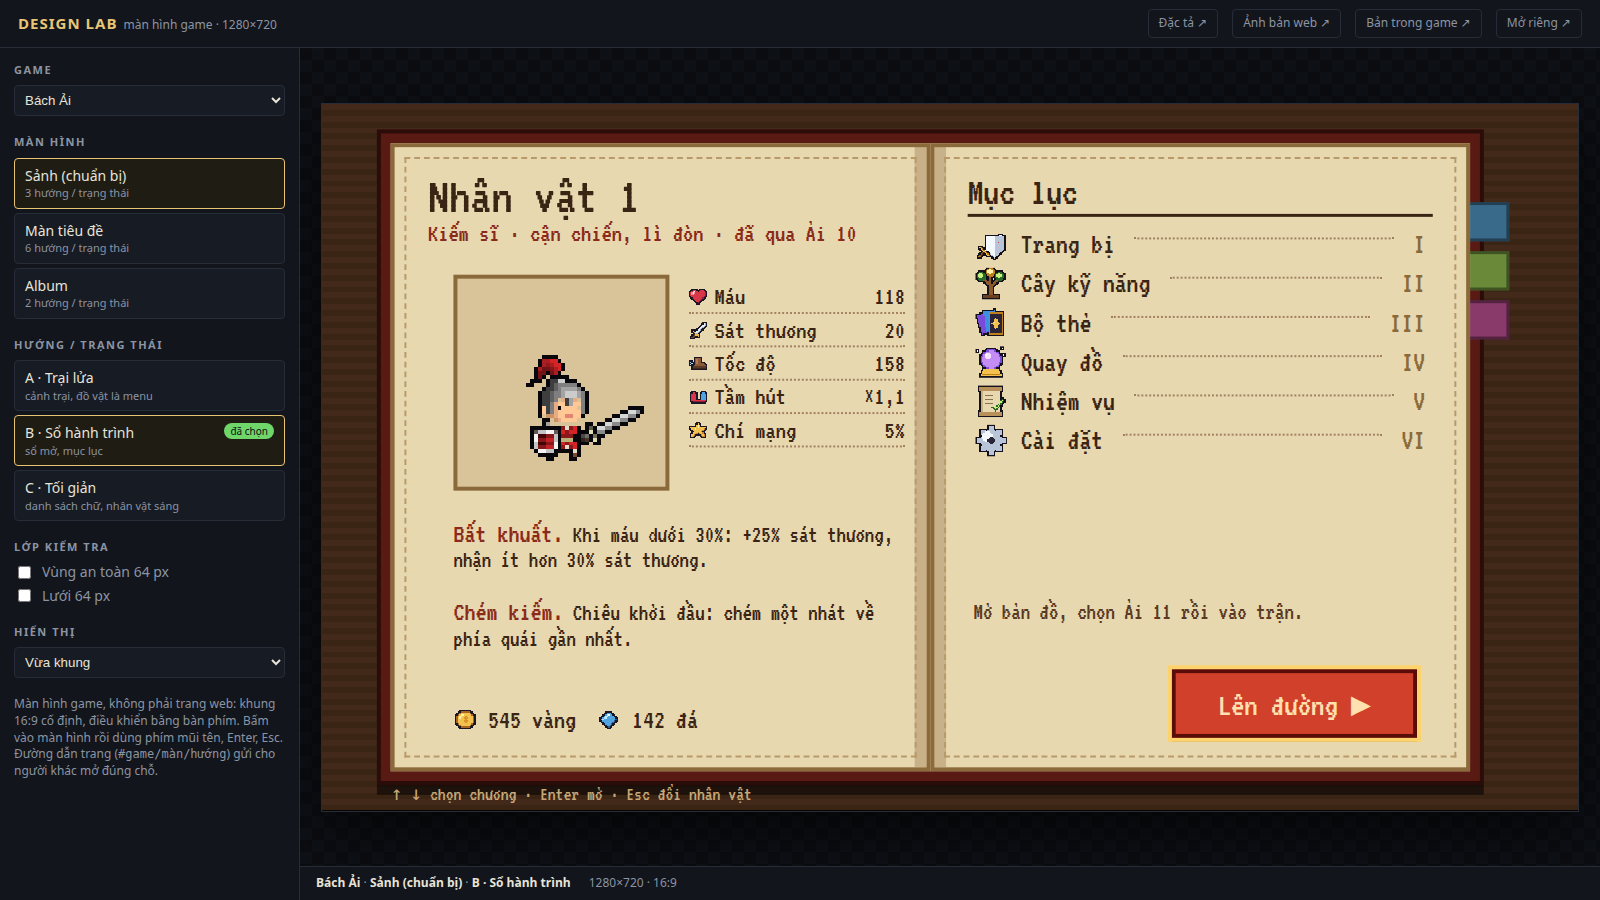 DESIGN LAB màn hình game · 1280×720
Đặc tả ↗
Ảnh bản web ↗
Bản trong game ↗
Mở riêng ↗
GAME
Bách Ải
MÀN HÌNH
Sảnh (chuẩn bị)
3 hướng / trạng thái
Màn tiêu đề
6 hướng / trạng thái
Album
2 hướng / trạng thái
HƯỚNG / TRẠNG THÁI
A · Trại lửa
cảnh trại, đồ vật là menu
B · Sổ hành trình
đã chọn
sổ mở, mục lục
C · Tối giản
danh sách chữ, nhân vật sáng
LỚP KIỂM TRA
Vùng an toàn 64 px
Lưới 64 px
HIỂN THỊ
Vừa khung
Màn hình game, không phải trang web: khung
16:9 cố định, điều khiển bằng bàn phím. Bấm
vào màn hình rồi dùng phím mũi tên, Enter, Esc.
Đường dẫn trang (#game/màn/hướng) gửi cho
người khác mở đúng chỗ.
Nhân vật 1
Kiếm sĩ · cận chiến, lì đòn · đã qua Ải 10
Máu 118
Sát thương 20
Tốc độ 158
Tầm hút x1,1
Chí mạng 5%
Bất khuất. Khi máu dưới 30%: +25% sát thương,
nhận ít hơn 30% sát thương.
Chém kiếm. Chiêu khởi đầu: chém một nhát về
phía quái gần nhất.
545 vàng 142 đá
Mục lục
Trang bị I
Cây kỹ năng II
Bộ thẻ III
Quay đồ IV
Nhiệm vụ V
Cài đặt VI
Mở bản đồ, chọn Ải 11 rồi vào trận.
Lên đường ▶
↑ ↓ chọn chương · Enter mở · Esc đổi nhân vật
Bách Ải · Sảnh (chuẩn bị) · B · Sổ hành trình 1280×720 · 16:9